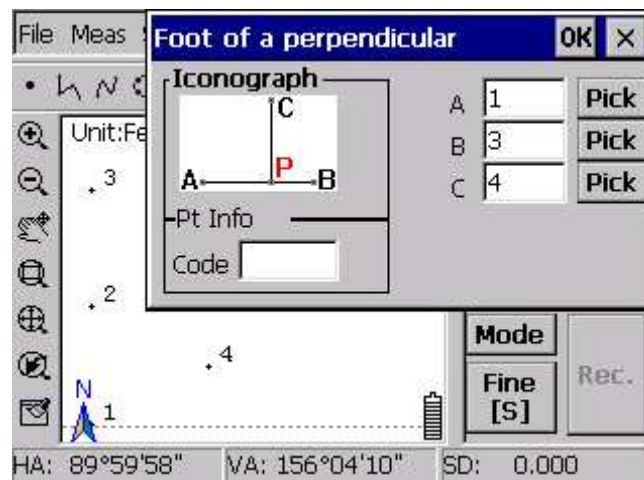 File Meas
Foot of a perpendicular OK ×
Iconograph
C
A P B
Pt Info
Code
A 1 Pick
B 3 Pick
C 4 Pick
Unit:Fe
3
2
4
N
1
Mode
Fine
[S]
Rec.
HA: 89°59'58" VA: 156°04'10" SD: 0.000